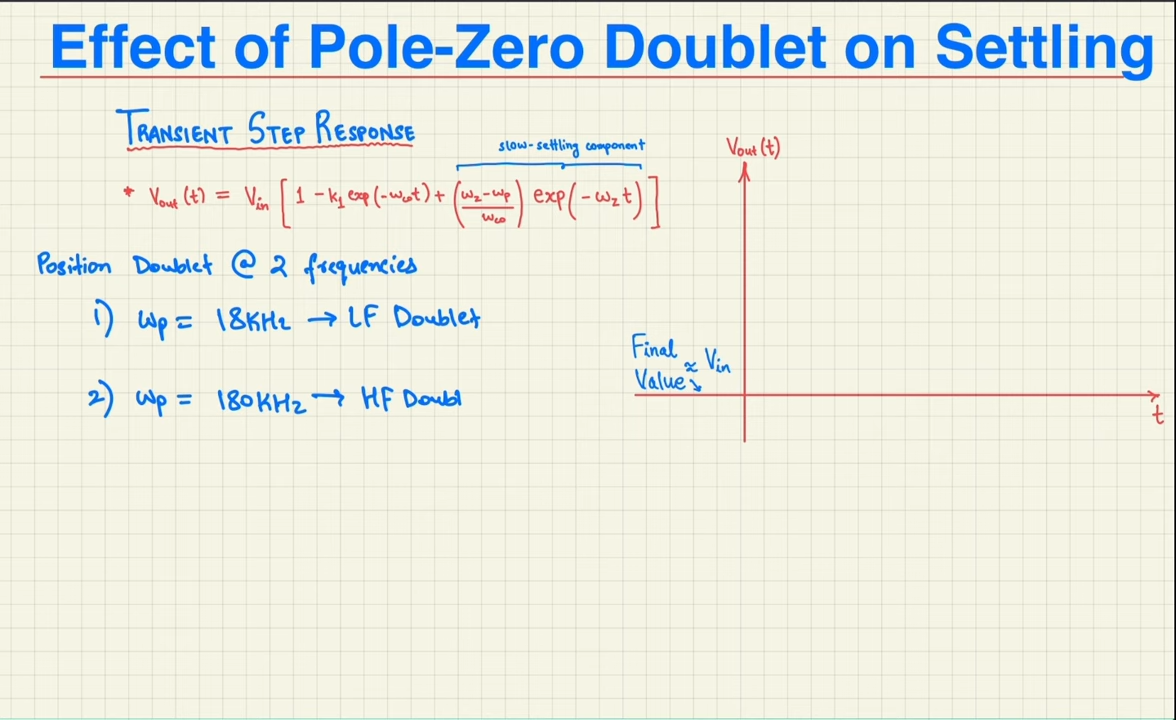 Effect of Pole-Zero Doublet on Settling
TRANSIENT STEP RESPONSE
slow-settling component
* Vout (t) = Vin [ 1 - k₁ exp(-ωcot) + ((ωz-ωp)/ωco) exp(-ωzt) ]
Vout(t)
Position Doublet @ 2 frequencies
1) ωp = 18KHz → LF Doublet
2) ωp = 180KHz → HF Doubl
Final
Value ≈ Vin
t